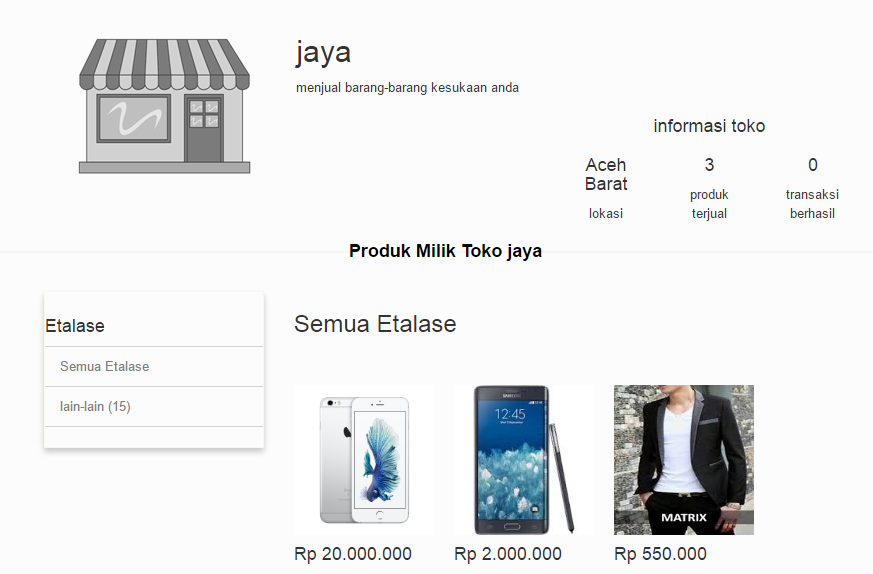 jaya
menjual barang-barang kesukaan anda
informasi toko
Aceh
Barat
lokasi
3
produk
terjual
0
transaksi
berhasil
Produk Milik Toko jaya
Etalase
Semua Etalase
lain-lain (15)
Semua Etalase
SAMSUNG
12:45
MATRIX
Rp 20.000.000
Rp 2.000.000
Rp 550.000